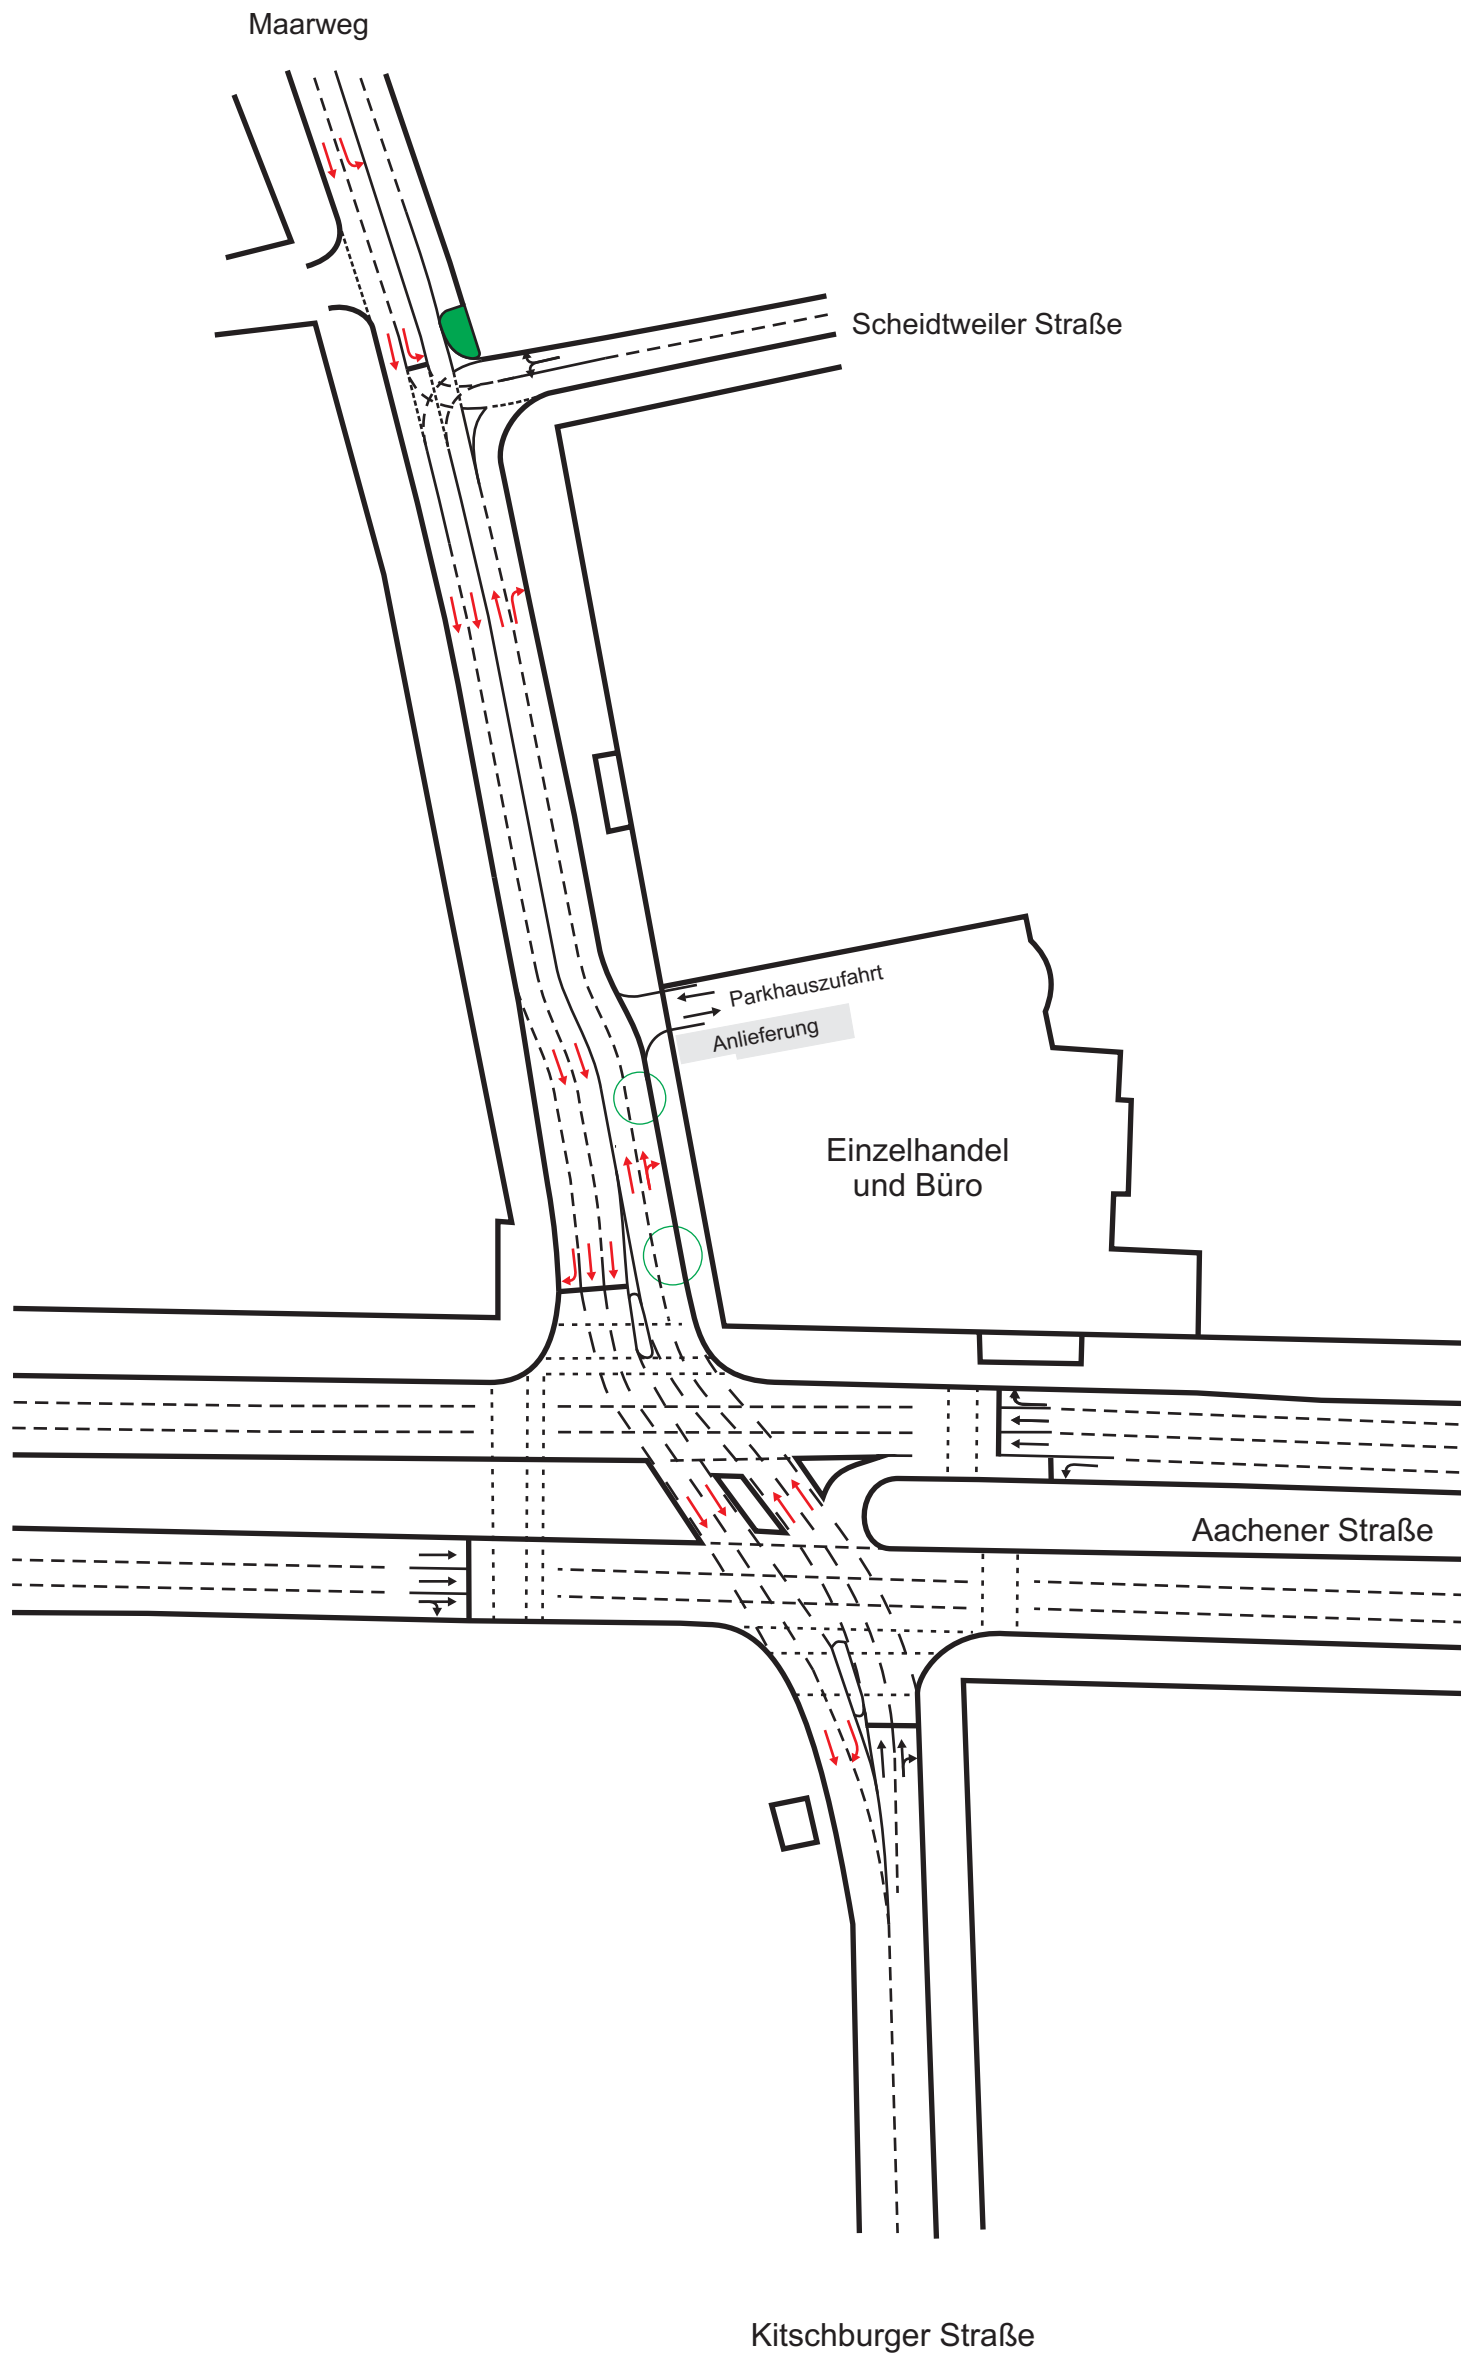 Maarweg
Scheidtweiler Straße
Parkhauszufahrt
Anlieferung
Einzelhandel
und Büro
Aachener Straße
Kitschburger Straße